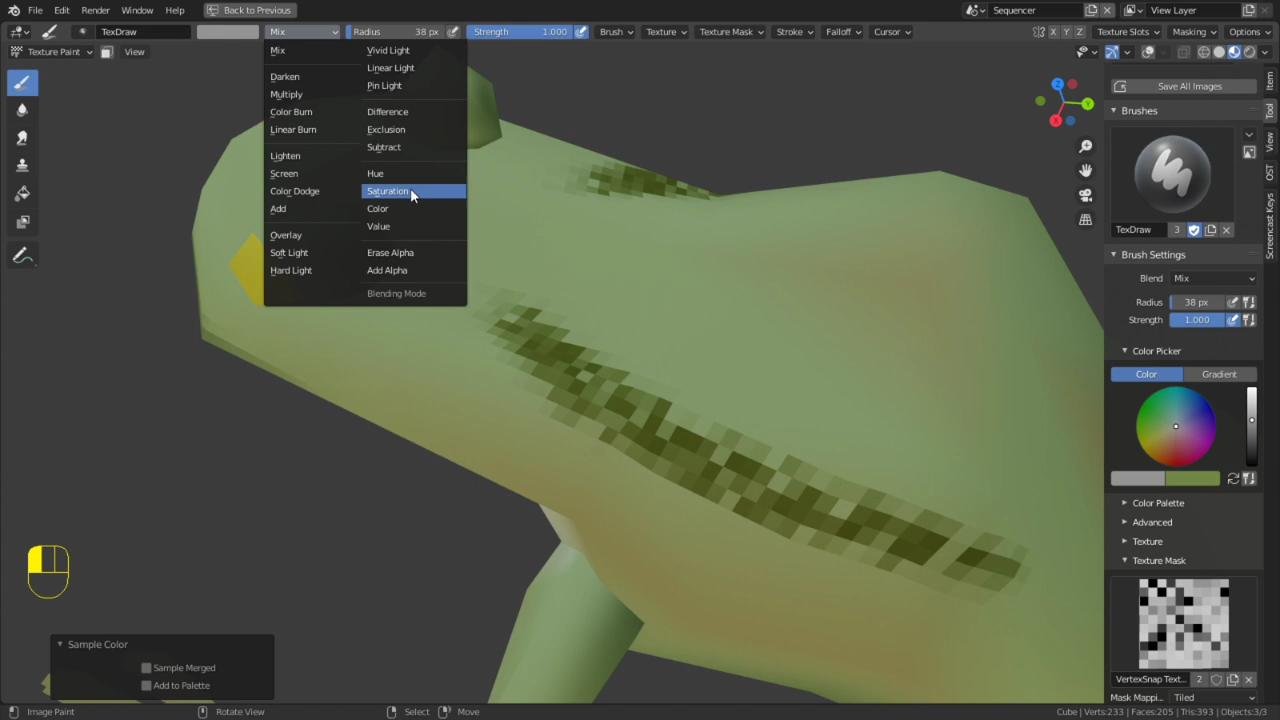 File Edit Render Window Help Back to Previous Sequencer View Layer
TexDraw Mix Radius 38 px Strength 1.000 Brush Texture Texture Mask Stroke Falloff Cursor X Y Z Texture Slots Masking Options
Texture Paint View
Mix
Darken
Multiply
Color Burn
Linear Burn
Lighten
Screen
Color Dodge
Add
Overlay
Soft Light
Hard Light
Vivid Light
Linear Light
Pin Light
Difference
Exclusion
Subtract
Hue
Saturation
Color
Value
Erase Alpha
Add Alpha
Blending Mode
Z
Y
X
Save All Images
Brushes
TexDraw 3
Brush Settings
Blend Mix
Radius 38 px
Strength 1.000
Color Picker
Color Gradient
Color Palette
Advanced
Texture
Texture Mask
VertexSnap Text... 2
Mask Mappi... Tiled
Item
Tool
View
OST
Screencast Keys
Sample Color
Sample Merged
Add to Palette
Image Paint Rotate View Select Move Cube | Verts:233 | Faces:205 | Tris:393 | Objects:3/3